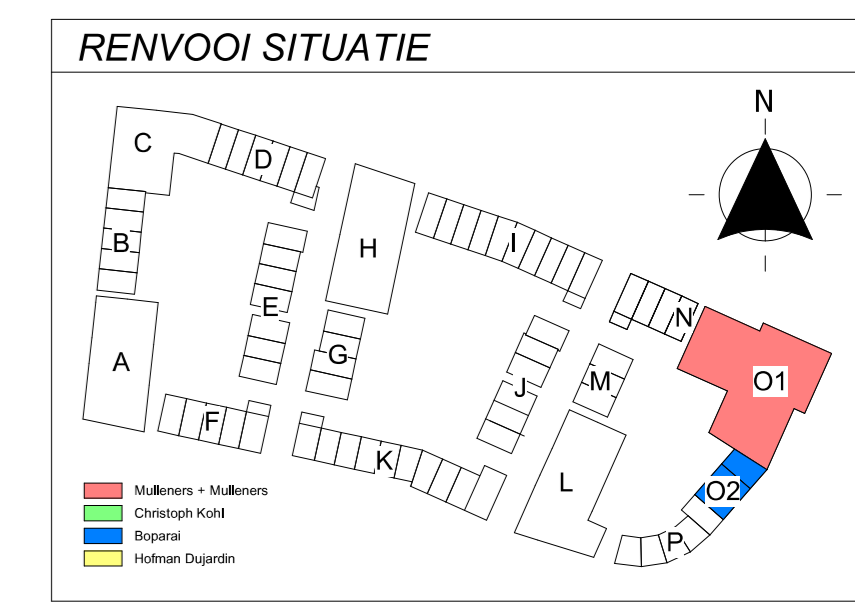 RENVOOI SITUATIE
N
C
D
B
H
I
E
N
A
G
J
M
O1
F
K
L
O2
P
Mulleners + Mulleners
Christoph Kohl
Boparai
Hofman Dujardin